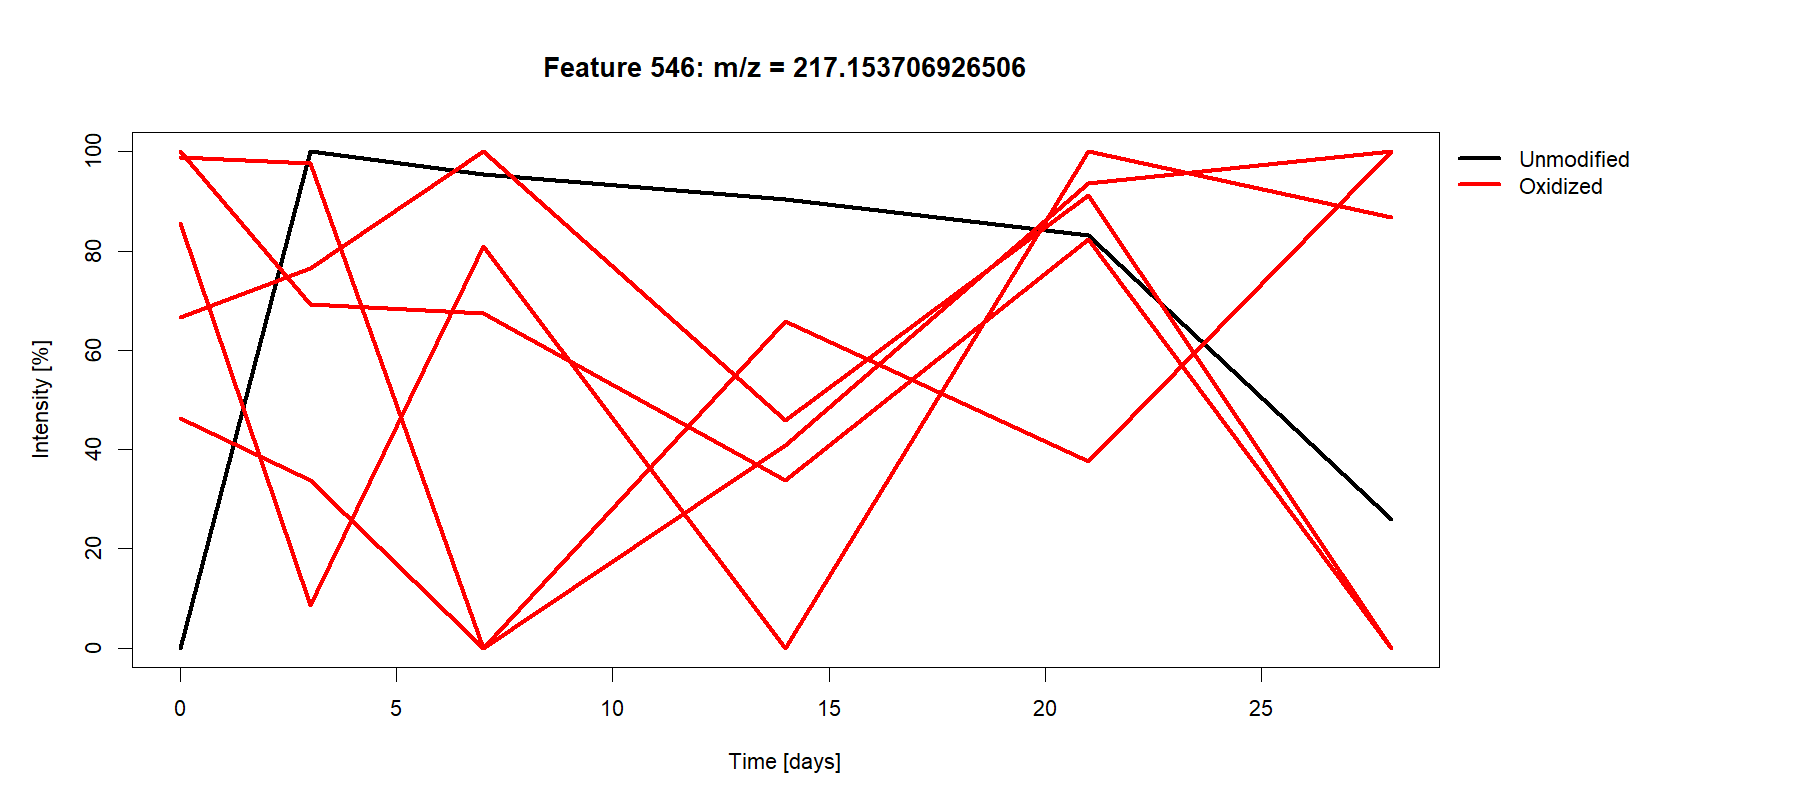 Feature 546: m/z = 217.153706926506
Unmodified
Oxidized
Intensity [%]
100
80
60
40
20
0
0 5 10 15 20 25
Time [days]